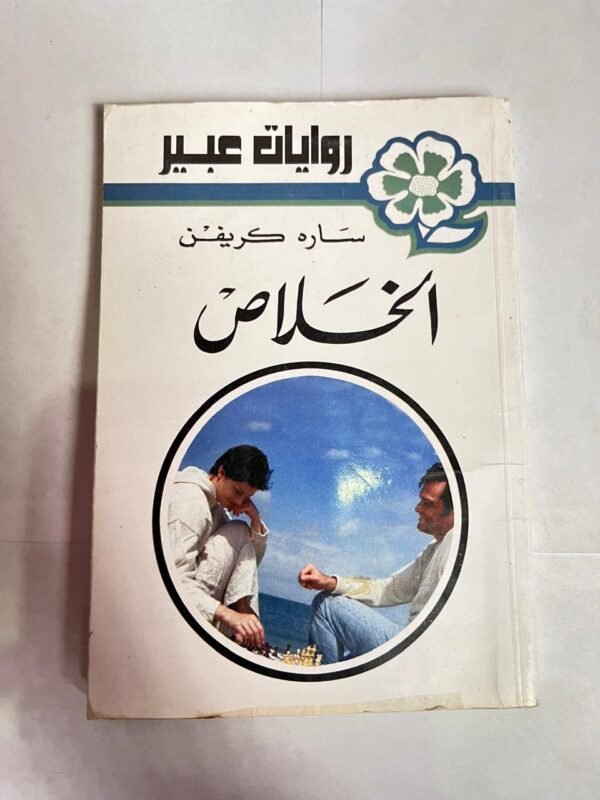 روايات عبير
ساره كريفن
الخلاص